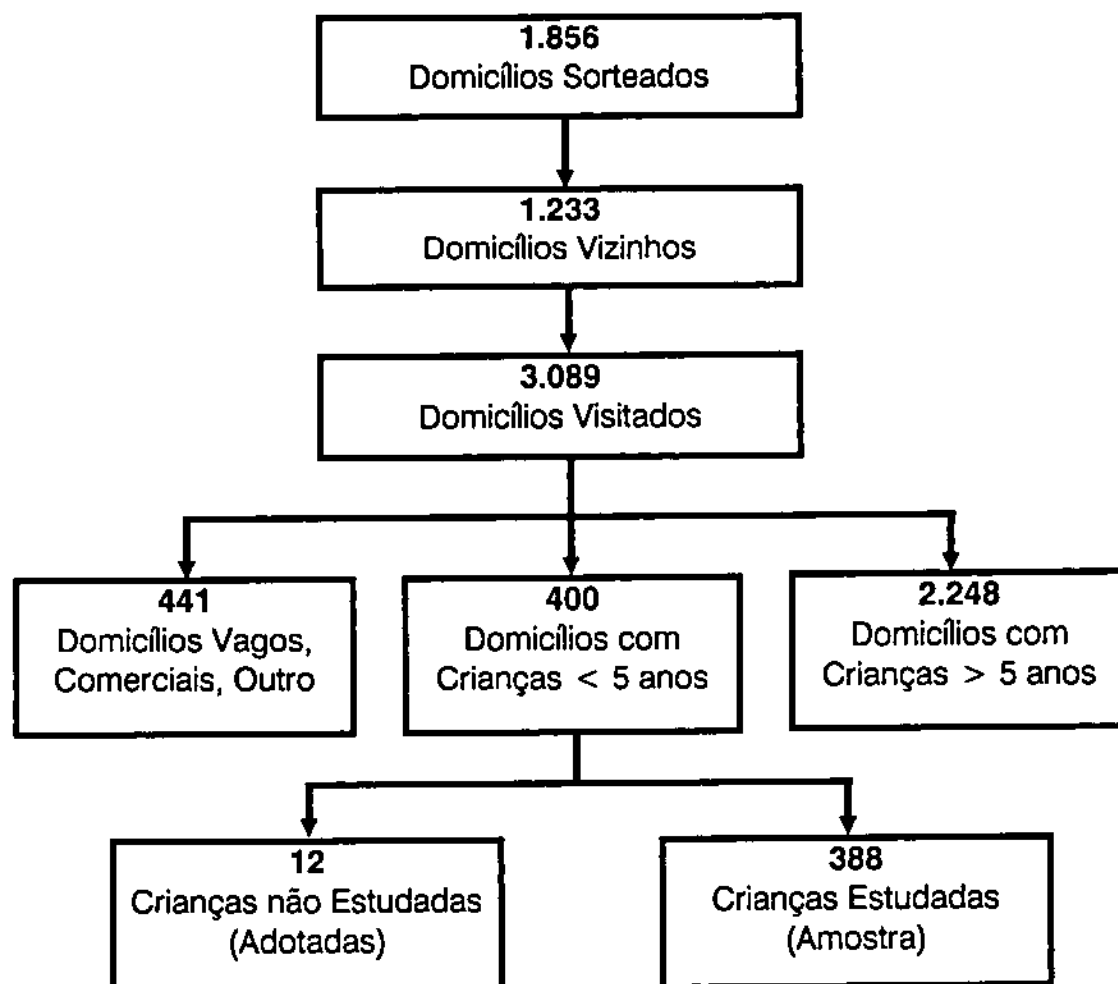 1.856
Domicílios Sorteados
1.233
Domicílios Vizinhos
3.089
Domicílios Visitados
441
Domicílios Vagos,
Comerciais, Outro
400
Domicílios com
Crianças < 5 anos
2.248
Domicílios com
Crianças > 5 anos
12
Crianças não Estudadas
(Adotadas)
388
Crianças Estudadas
(Amostra)